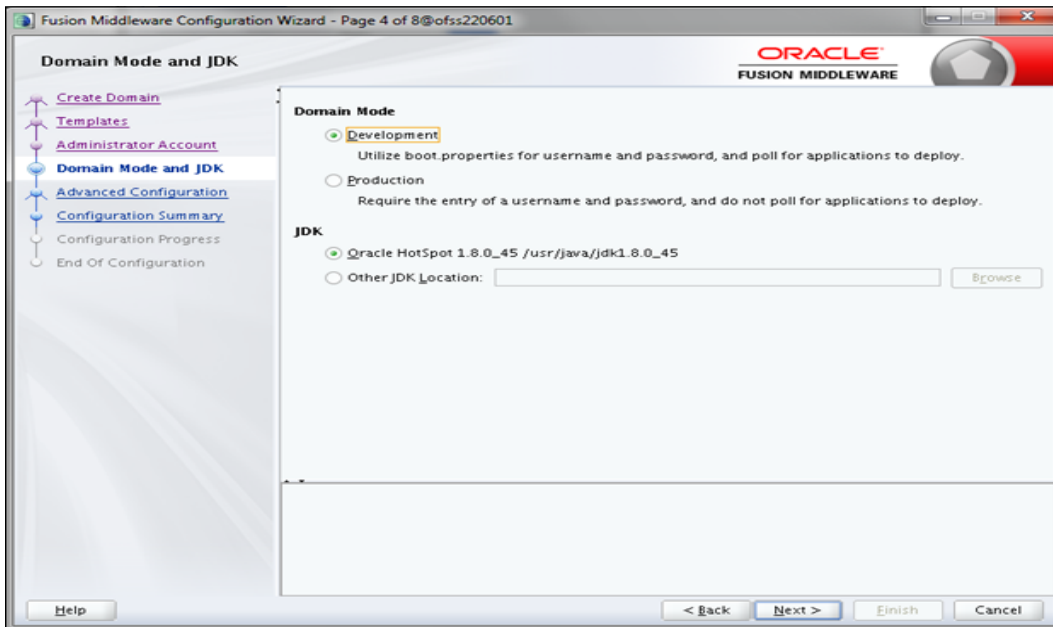 Fusion Middleware Configuration Wizard - Page 4 of 8@ofss220601
Domain Mode and JDK
ORACLE
FUSION MIDDLEWARE
Create Domain
Templates
Administrator Account
Domain Mode and JDK
Advanced Configuration
Configuration Summary
Configuration Progress
End Of Configuration
Domain Mode
Development
Utilize boot.properties for username and password, and poll for applications to deploy.
Production
Require the entry of a username and password, and do not poll for applications to deploy.
JDK
Oracle HotSpot 1.8.0_45 /usr/java/jdk1.8.0_45
Other JDK Location:
Browse
Help
< Back
Next >
Finish
Cancel